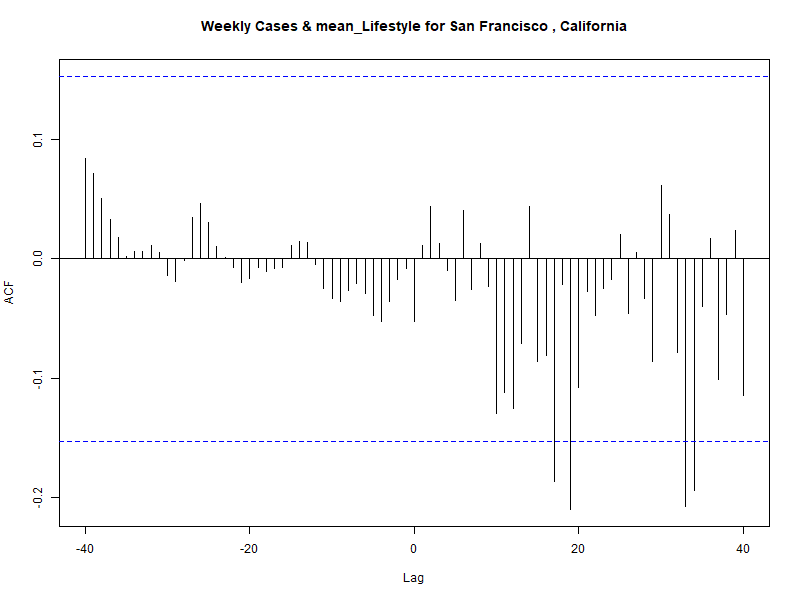 Weekly Cases & mean_Lifestyle for San Francisco , California
ACF
0.1
0.0
-0.1
-0.2
-40 -20 0 20 40
Lag